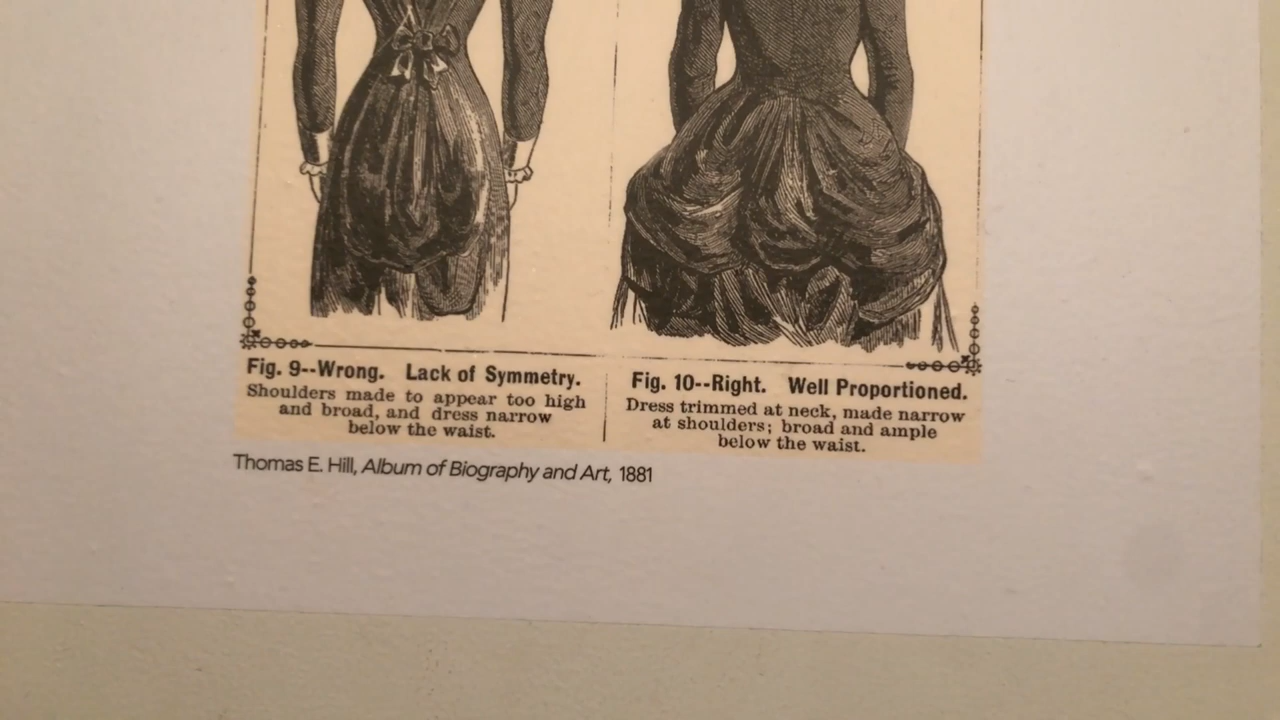 Fig. 9--Wrong. Lack of Symmetry.
Shoulders made to appear too high
and broad, and dress narrow
below the waist.
Fig. 10--Right. Well Proportioned.
Dress trimmed at neck, made narrow
at shoulders; broad and ample
below the waist.
Thomas E. Hill, Album of Biography and Art, 1881